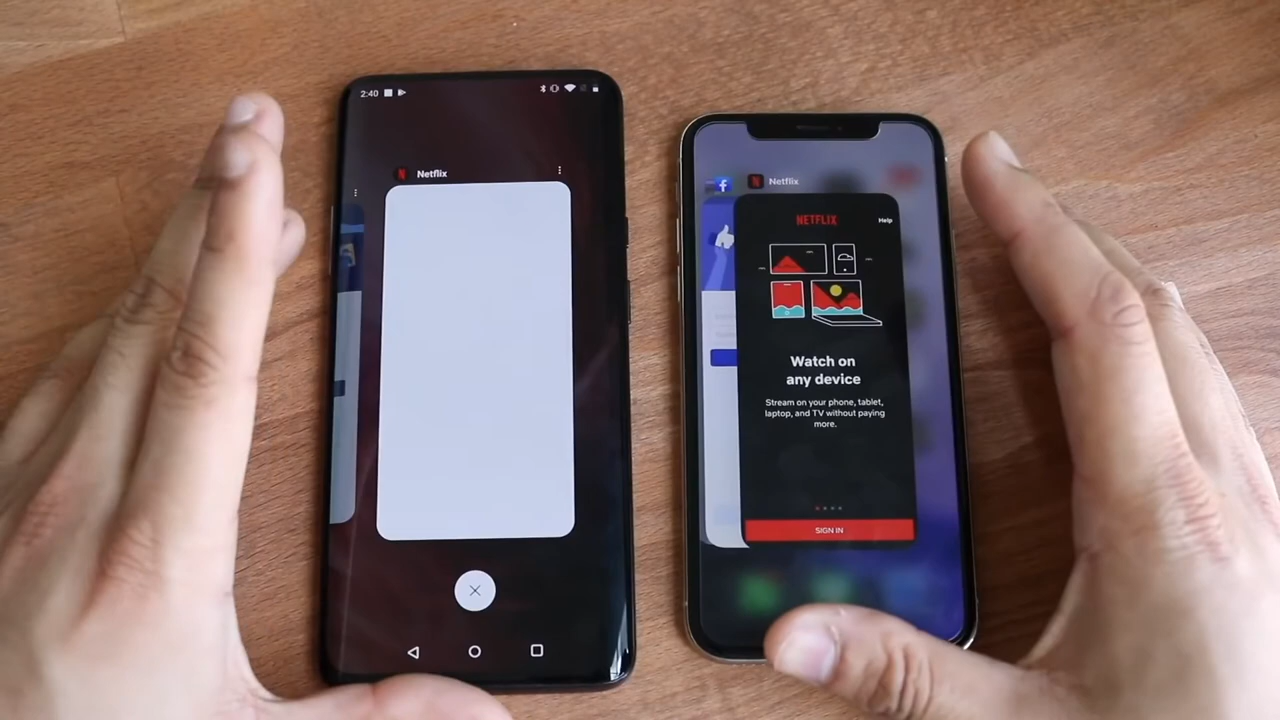 2:40
Netflix
Netflix
NETFLIX
Help
Watch on
any device
Stream on your phone, tablet,
laptop, and TV without paying
more.
SIGN IN